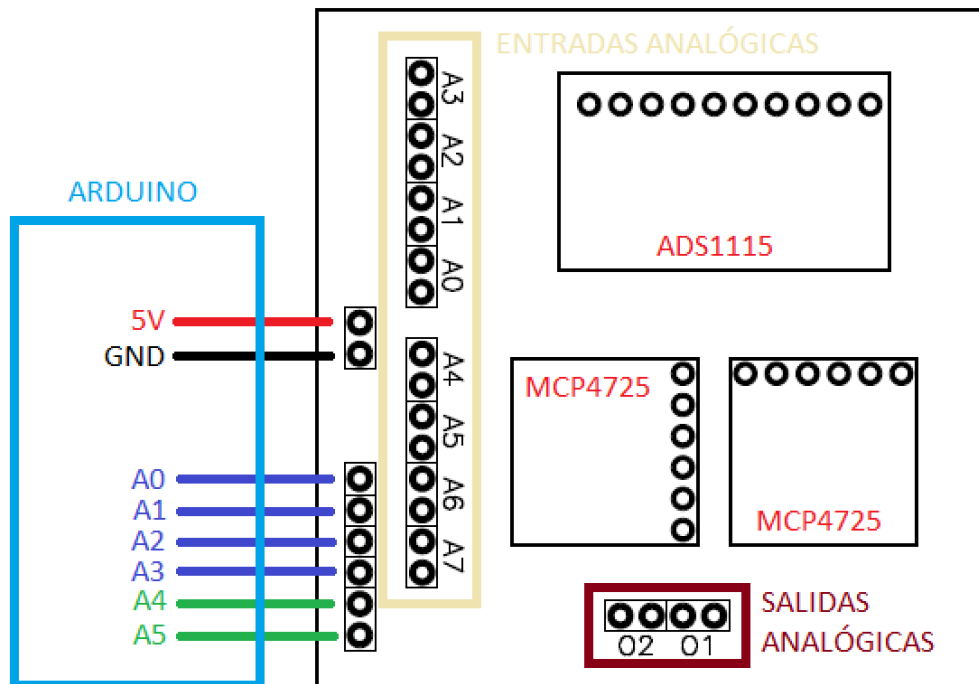 ENTRADAS ANALÓGICAS
A3
A2
A1
A0
A4
A5
A6
A7
ARDUINO
5V
GND
A0
A1
A2
A3
A4
A5
ADS1115
MCP4725
MCP4725
O2 O1
SALIDAS
ANALÓGICAS